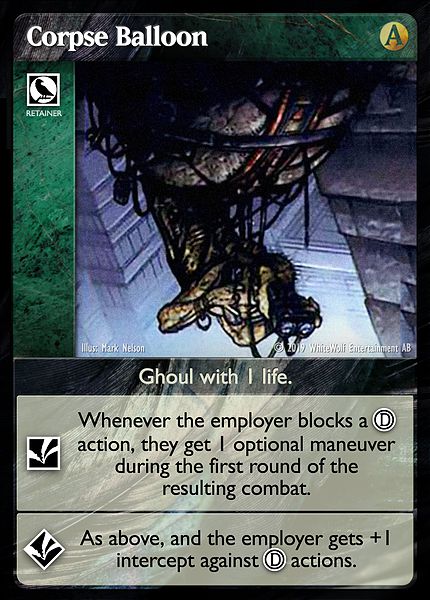 Corpse Balloon
A
RETAINER
Illus: Mark Nelson
© 2019 WhiteWolf Entertainment AB
Ghoul with 1 life.
Whenever the employer blocks a Ⓓ
action, they get 1 optional maneuver
during the first round of the
resulting combat.
As above, and the employer gets +1
intercept against Ⓓ actions.